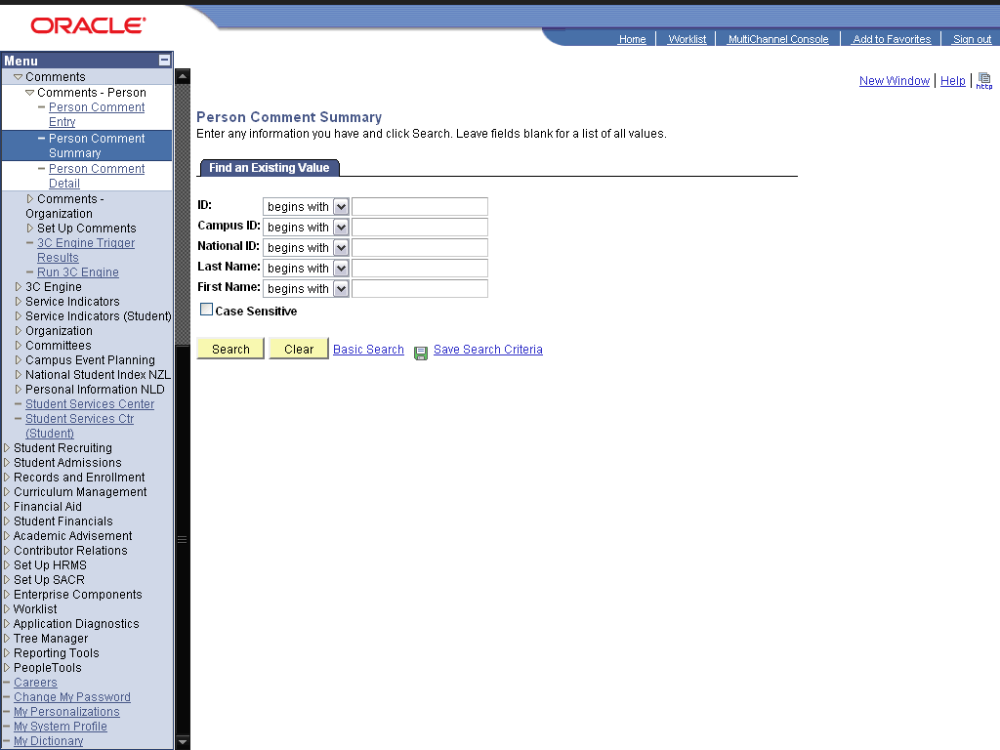 ORACLE
Home Worklist MultiChannel Console Add to Favorites Sign out
New Window Help http
Menu
Comments
Comments - Person
Person Comment
Entry
Person Comment
Summary
Person Comment
Detail
Comments -
Organization
Set Up Comments
3C Engine Trigger
Results
Run 3C Engine
3C Engine
Service Indicators
Service Indicators (Student)
Organization
Committees
Campus Event Planning
National Student Index NZL
Personal Information NLD
Student Services Center
Student Services Ctr
(Student)
Student Recruiting
Student Admissions
Records and Enrollment
Curriculum Management
Financial Aid
Student Financials
Academic Advisement
Contributor Relations
Set Up HRMS
Set Up SACR
Enterprise Components
Worklist
Application Diagnostics
Tree Manager
Reporting Tools
PeopleTools
Careers
Change My Password
My Personalizations
My System Profile
My Dictionary
Person Comment Summary
Enter any information you have and click Search. Leave fields blank for a list of all values.
Find an Existing Value
ID: begins with
Campus ID: begins with
National ID: begins with
Last Name: begins with
First Name: begins with
Case Sensitive
Search Clear Basic Search Save Search Criteria